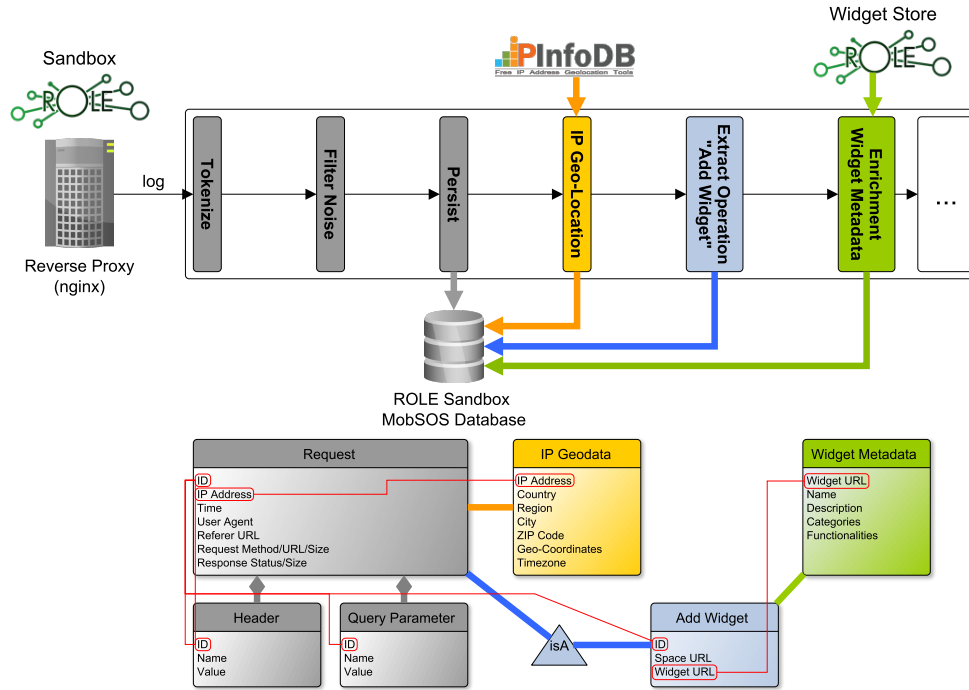 Widget Store
ROLE
IPInfoDB
Free IP Address Geolocation Tools
Sandbox
ROLE
log
Tokenize
Filter Noise
Persist
IP Geo-Location
Extract Operation
"Add Widget"
Enrichment
Widget Metadata
...
Reverse Proxy
(nginx)
ROLE Sandbox
MobSOS Database
Request
ID
IP Address
Time
User Agent
Referer URL
Request Method/URL/Size
Response Status/Size
IP Geodata
IP Address
Country
Region
City
ZIP Code
Geo-Coordinates
Timezone
Widget Metadata
Widget URL
Name
Description
Categories
Functionalities
Header
ID
Name
Value
Query Parameter
ID
Name
Value
isA
Add Widget
ID
Space URL
Widget URL